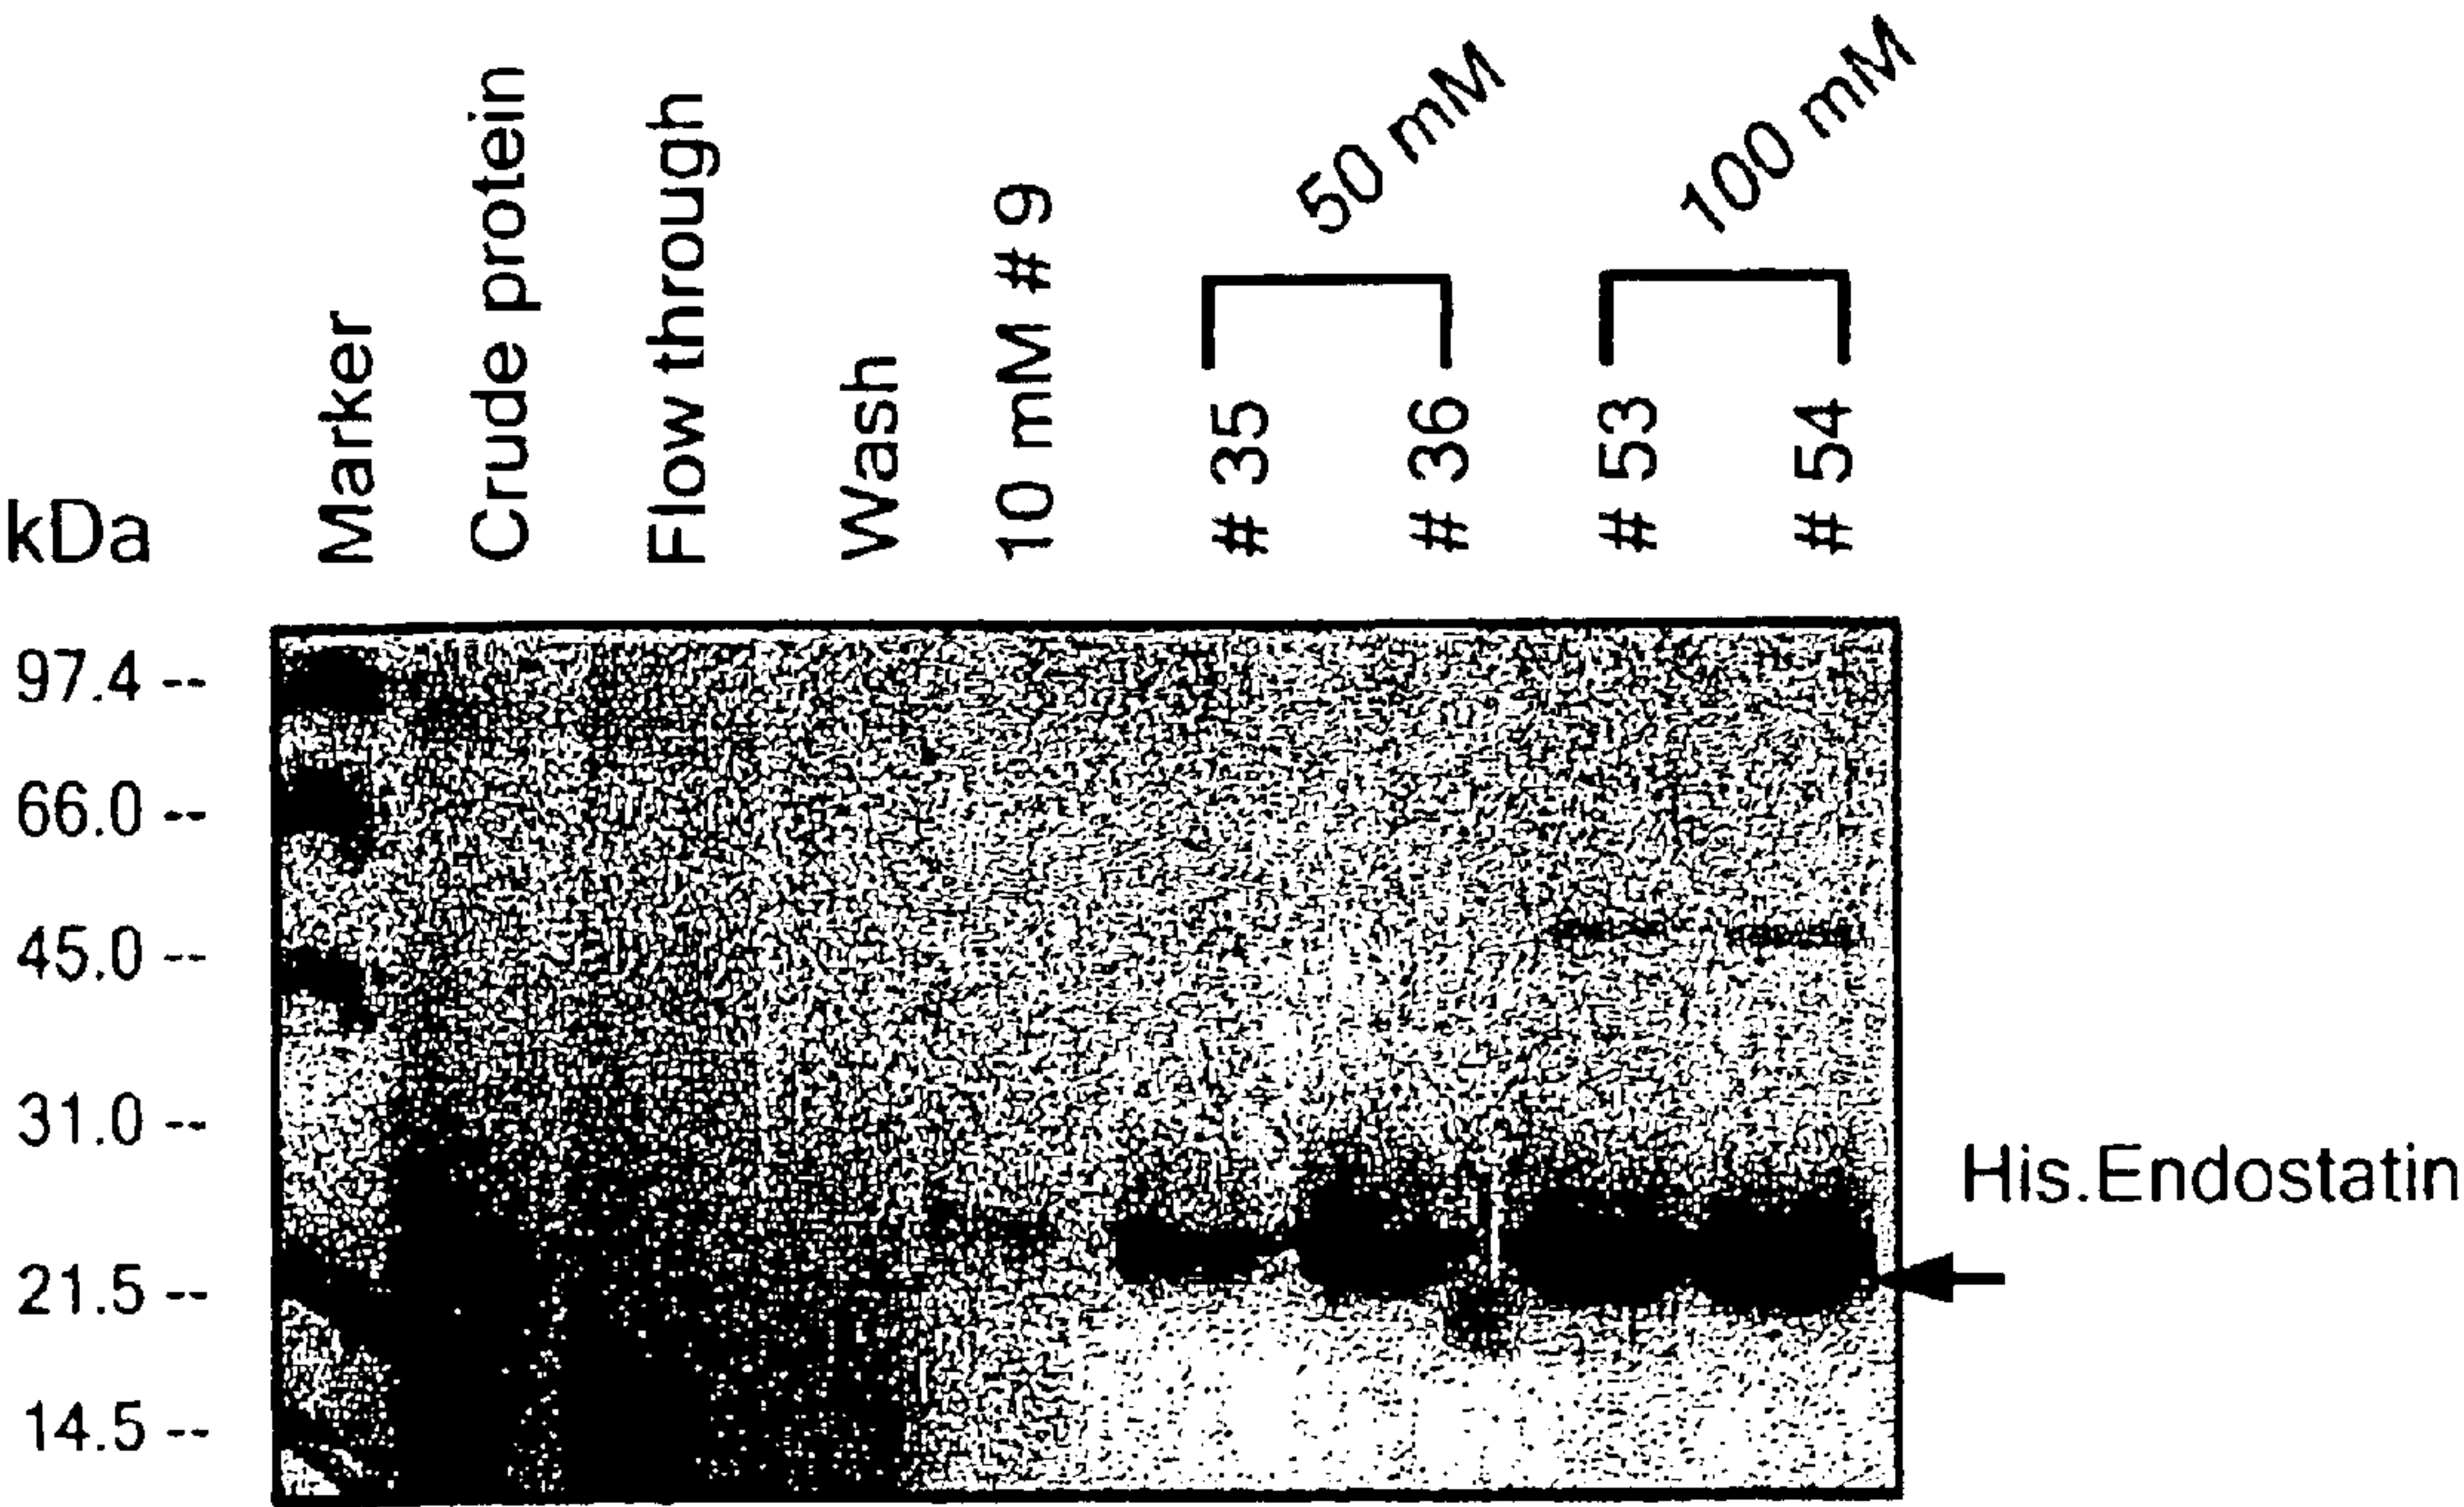 kDa
Marker
Crude protein
Flow through
Wash
10 mM # 9
50 mM
# 35
# 36
100 mM
# 53
# 54
97.4 --
66.0 --
45.0 --
31.0 --
21.5 --
14.5 --
His.Endostatin